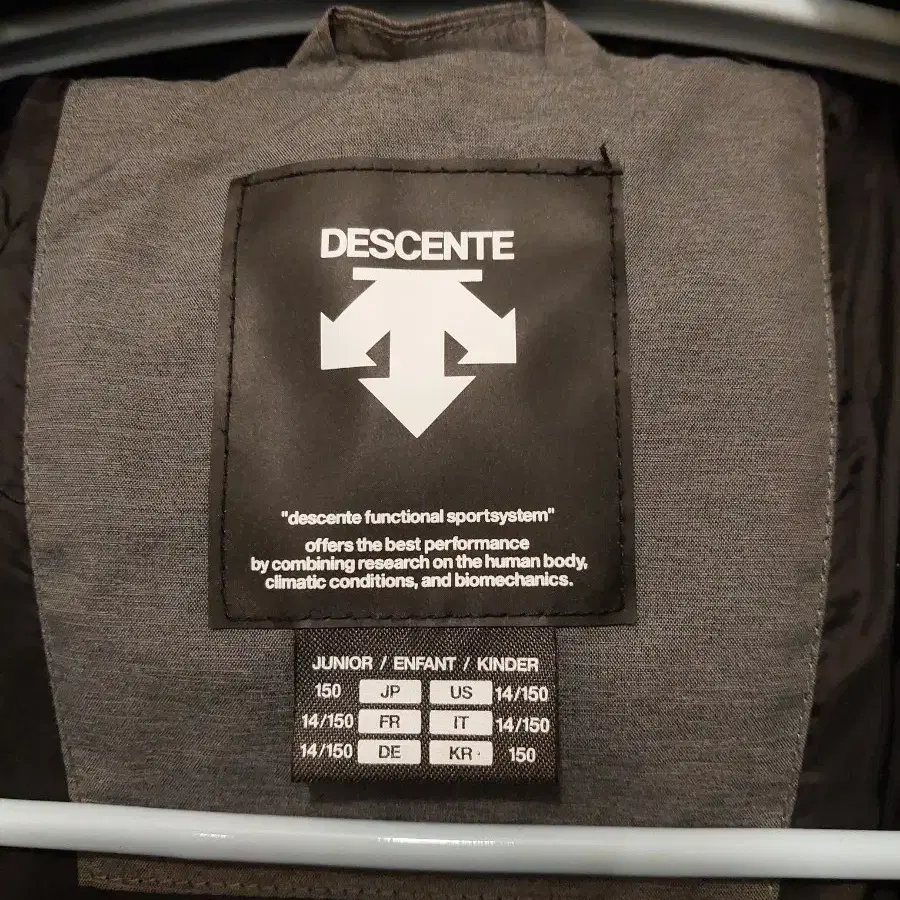 DESCENTE
"descente functional sportsystem"
offers the best performance
by combining research on the human body,
climatic conditions, and biomechanics.
JUNIOR / ENFANT / KINDER
150 JP US 14/150
14/150 FR IT 14/150
14/150 DE KR 150